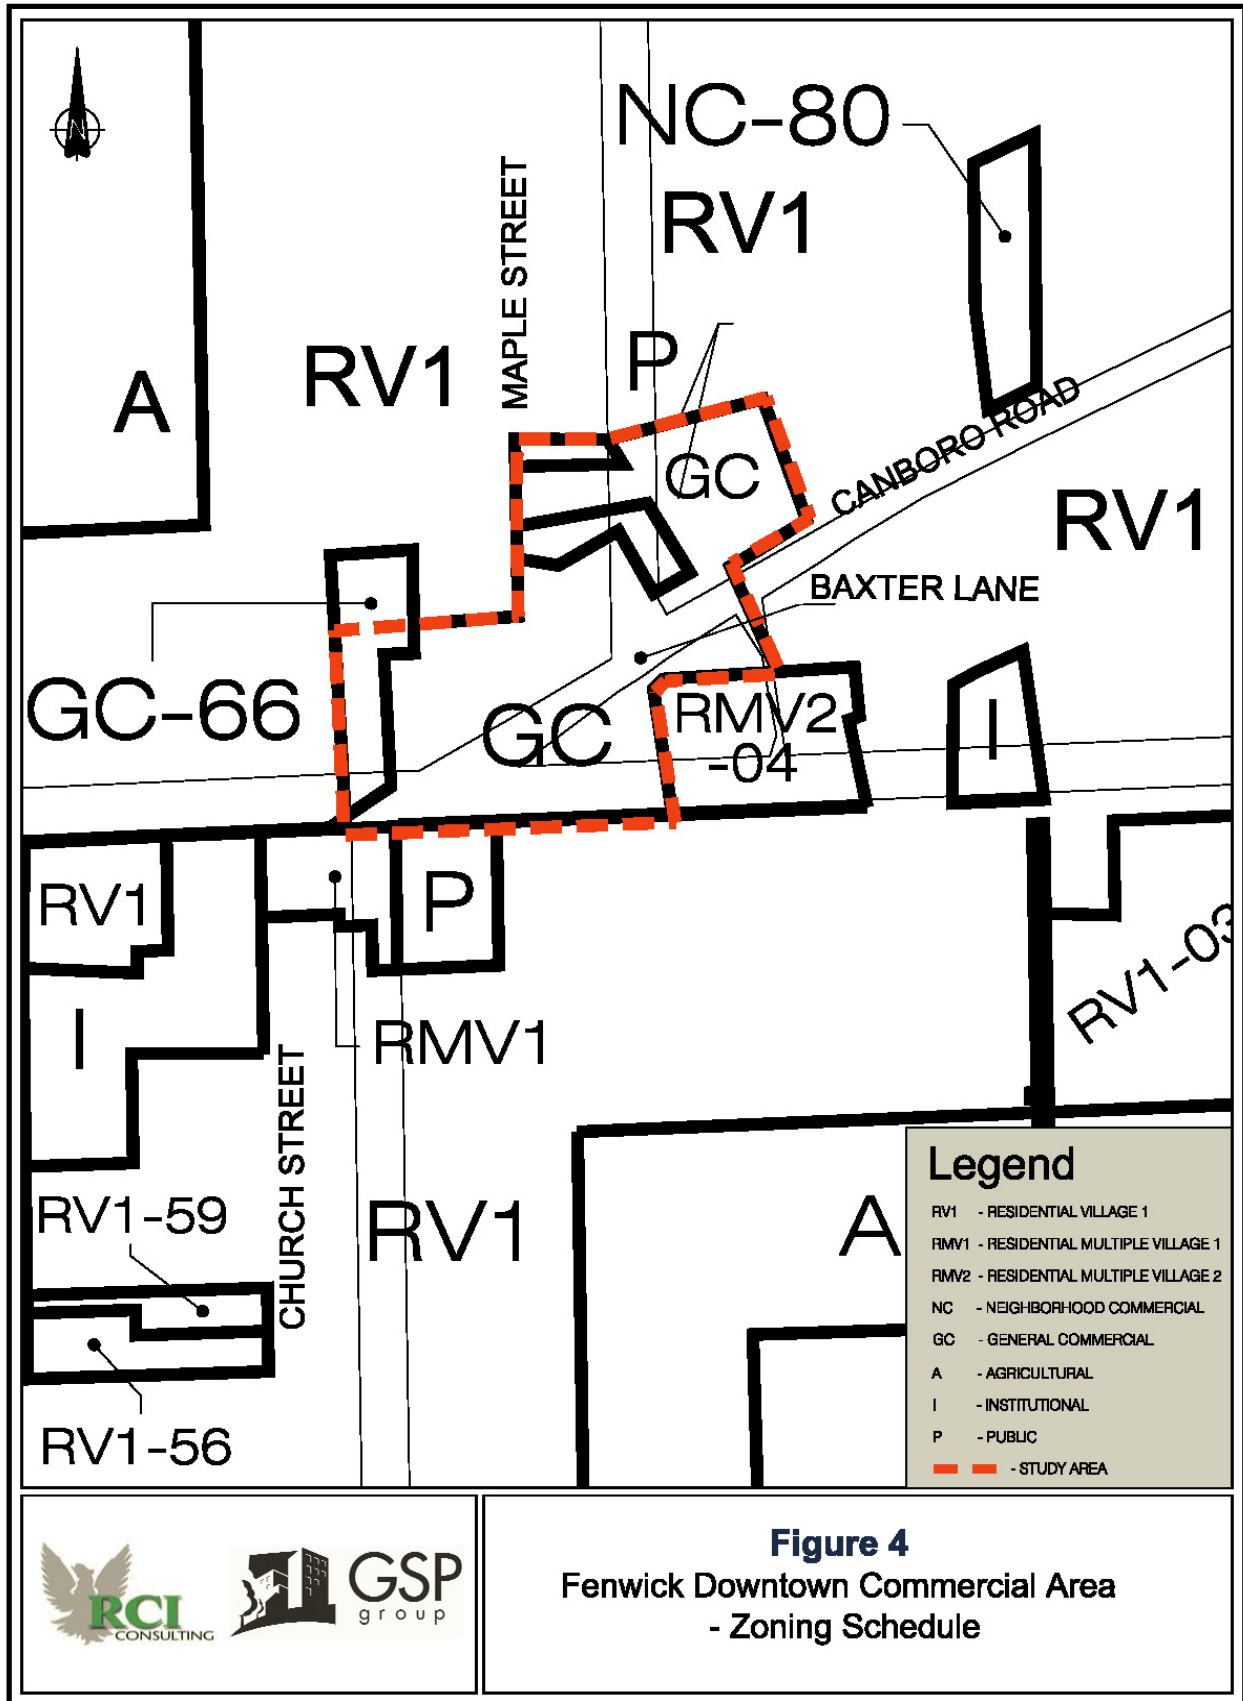 N
NC-80
RV1
MAPLE STREET
RV1
P
A
GC
CANBORO ROAD
RV1
BAXTER LANE
GC-66
GC
RMV2
-04
I
RV1
P
RV1-03
I
RMV1
CHURCH STREET
RV1-59
RV1
A
RV1-56
Legend
RV1 - RESIDENTIAL VILLAGE 1
RMV1 - RESIDENTIAL MULTIPLE VILLAGE 1
RMV2 - RESIDENTIAL MULTIPLE VILLAGE 2
NC - NEIGHBORHOOD COMMERCIAL
GC - GENERAL COMMERCIAL
A - AGRICULTURAL
I - INSTITUTIONAL
P - PUBLIC
- STUDY AREA
RCI
CONSULTING
GSP
group
Figure 4
Fenwick Downtown Commercial Area
- Zoning Schedule